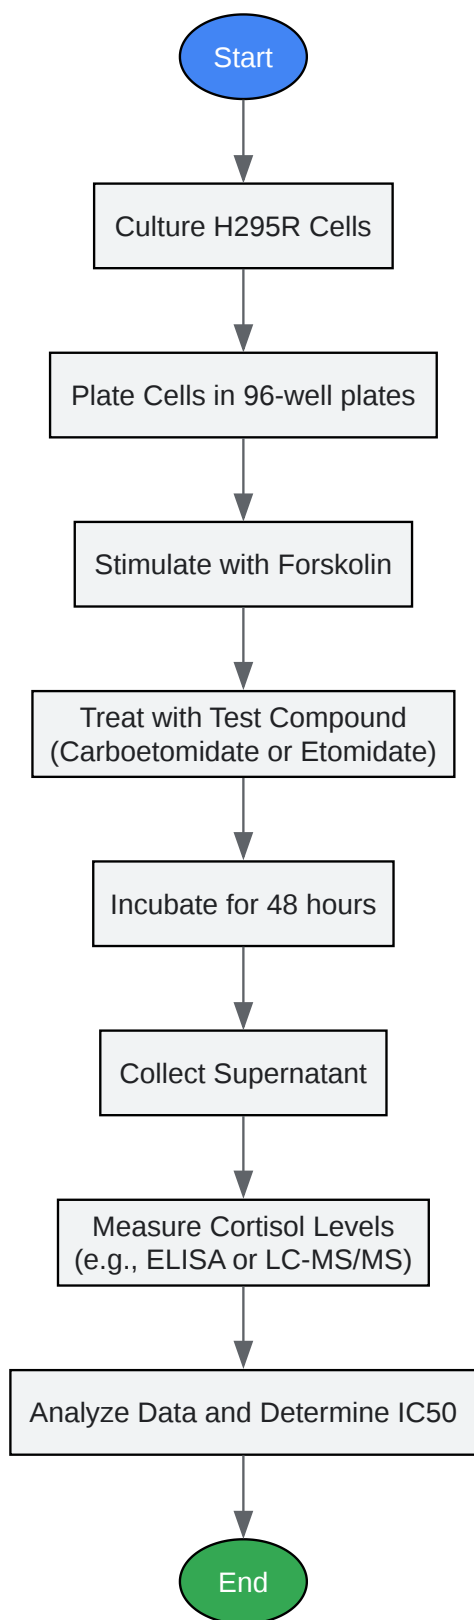 Start
Culture H295R Cells
Plate Cells in 96-well plates
Stimulate with Forskolin
Treat with Test Compound
(Carboetomidate or Etomidate)
Incubate for 48 hours
Collect Supernatant
Measure Cortisol Levels
(e.g., ELISA or LC-MS/MS)
Analyze Data and Determine IC50
End